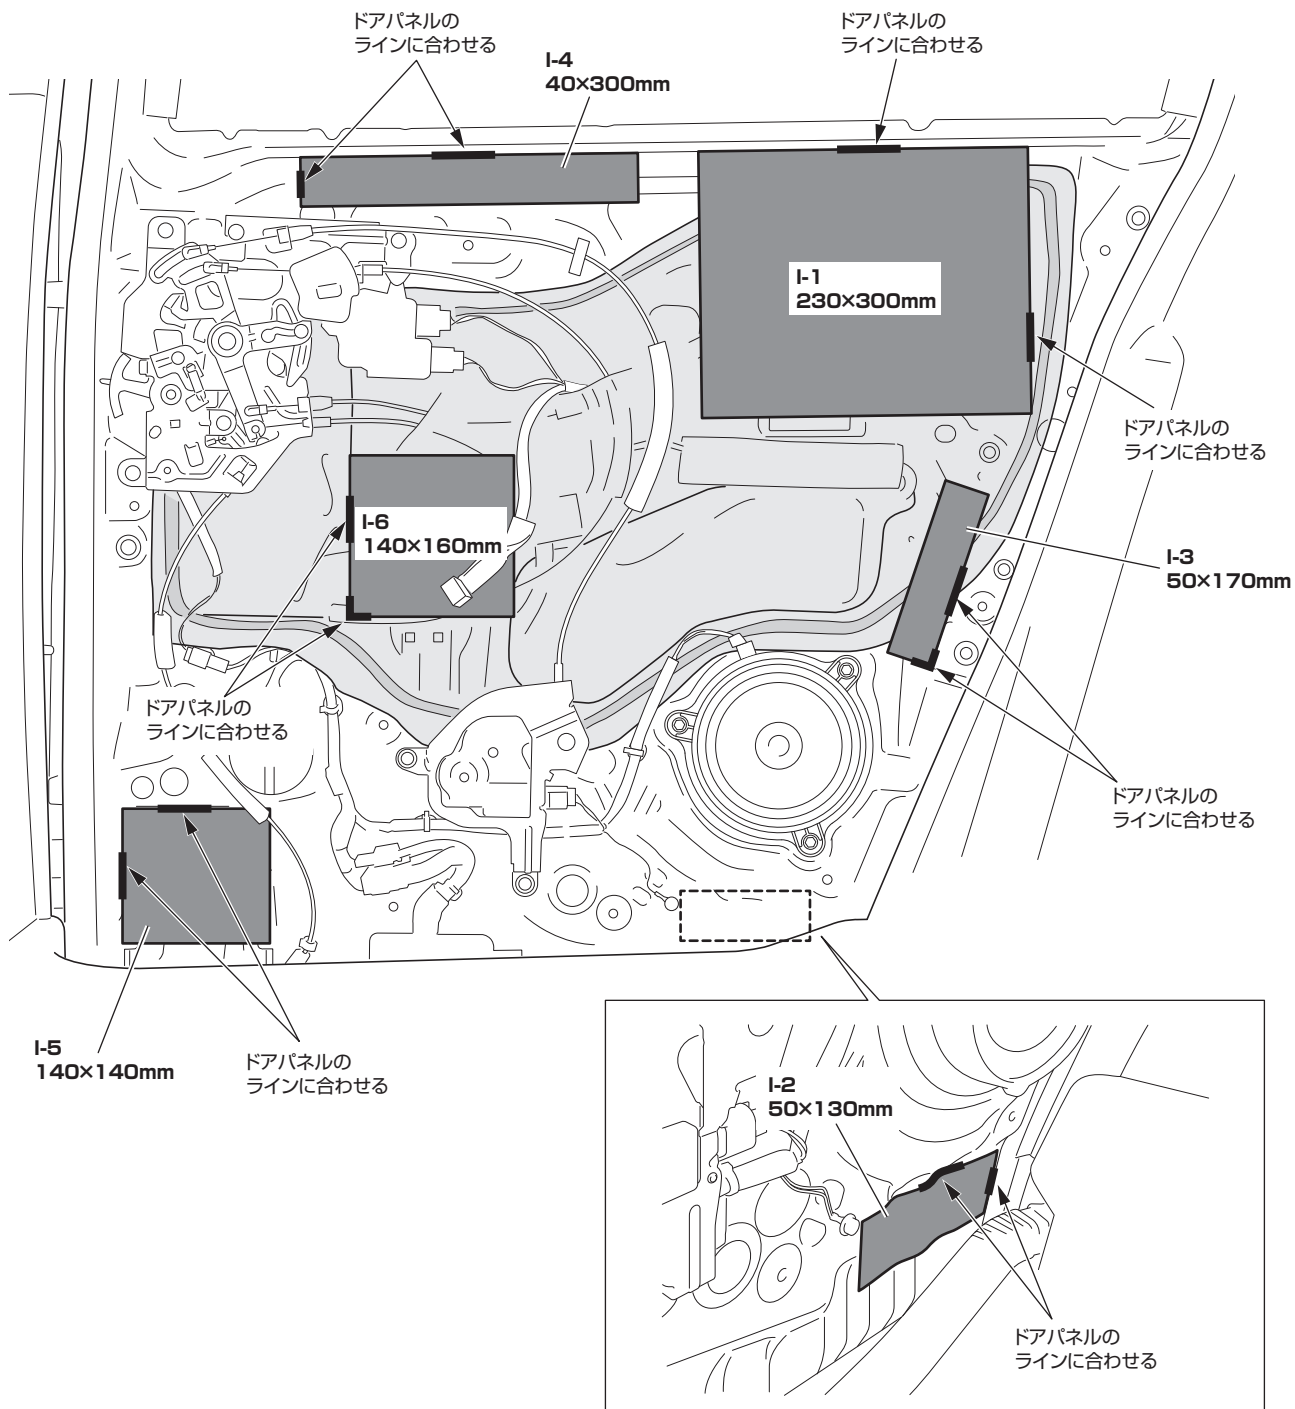 ドアパネルの
ラインに合わせる
ドアパネルの
ラインに合わせる
I-4
40×300mm
I-1
230×300mm
ドアパネルの
ラインに合わせる
I-6
140×160mm
I-3
50×170mm
ドアパネルの
ラインに合わせる
ドアパネルの
ラインに合わせる
I-5
140×140mm
ドアパネルの
ラインに合わせる
I-2
50×130mm
ドアパネルの
ラインに合わせる